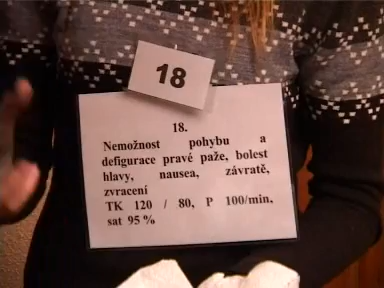 18
18.
Nemožnost pohybu a
defigurace pravé paže, bolest
hlavy, nausea, závratě,
zvracení
TK 120 / 80, P 100/min,
sat 95 %